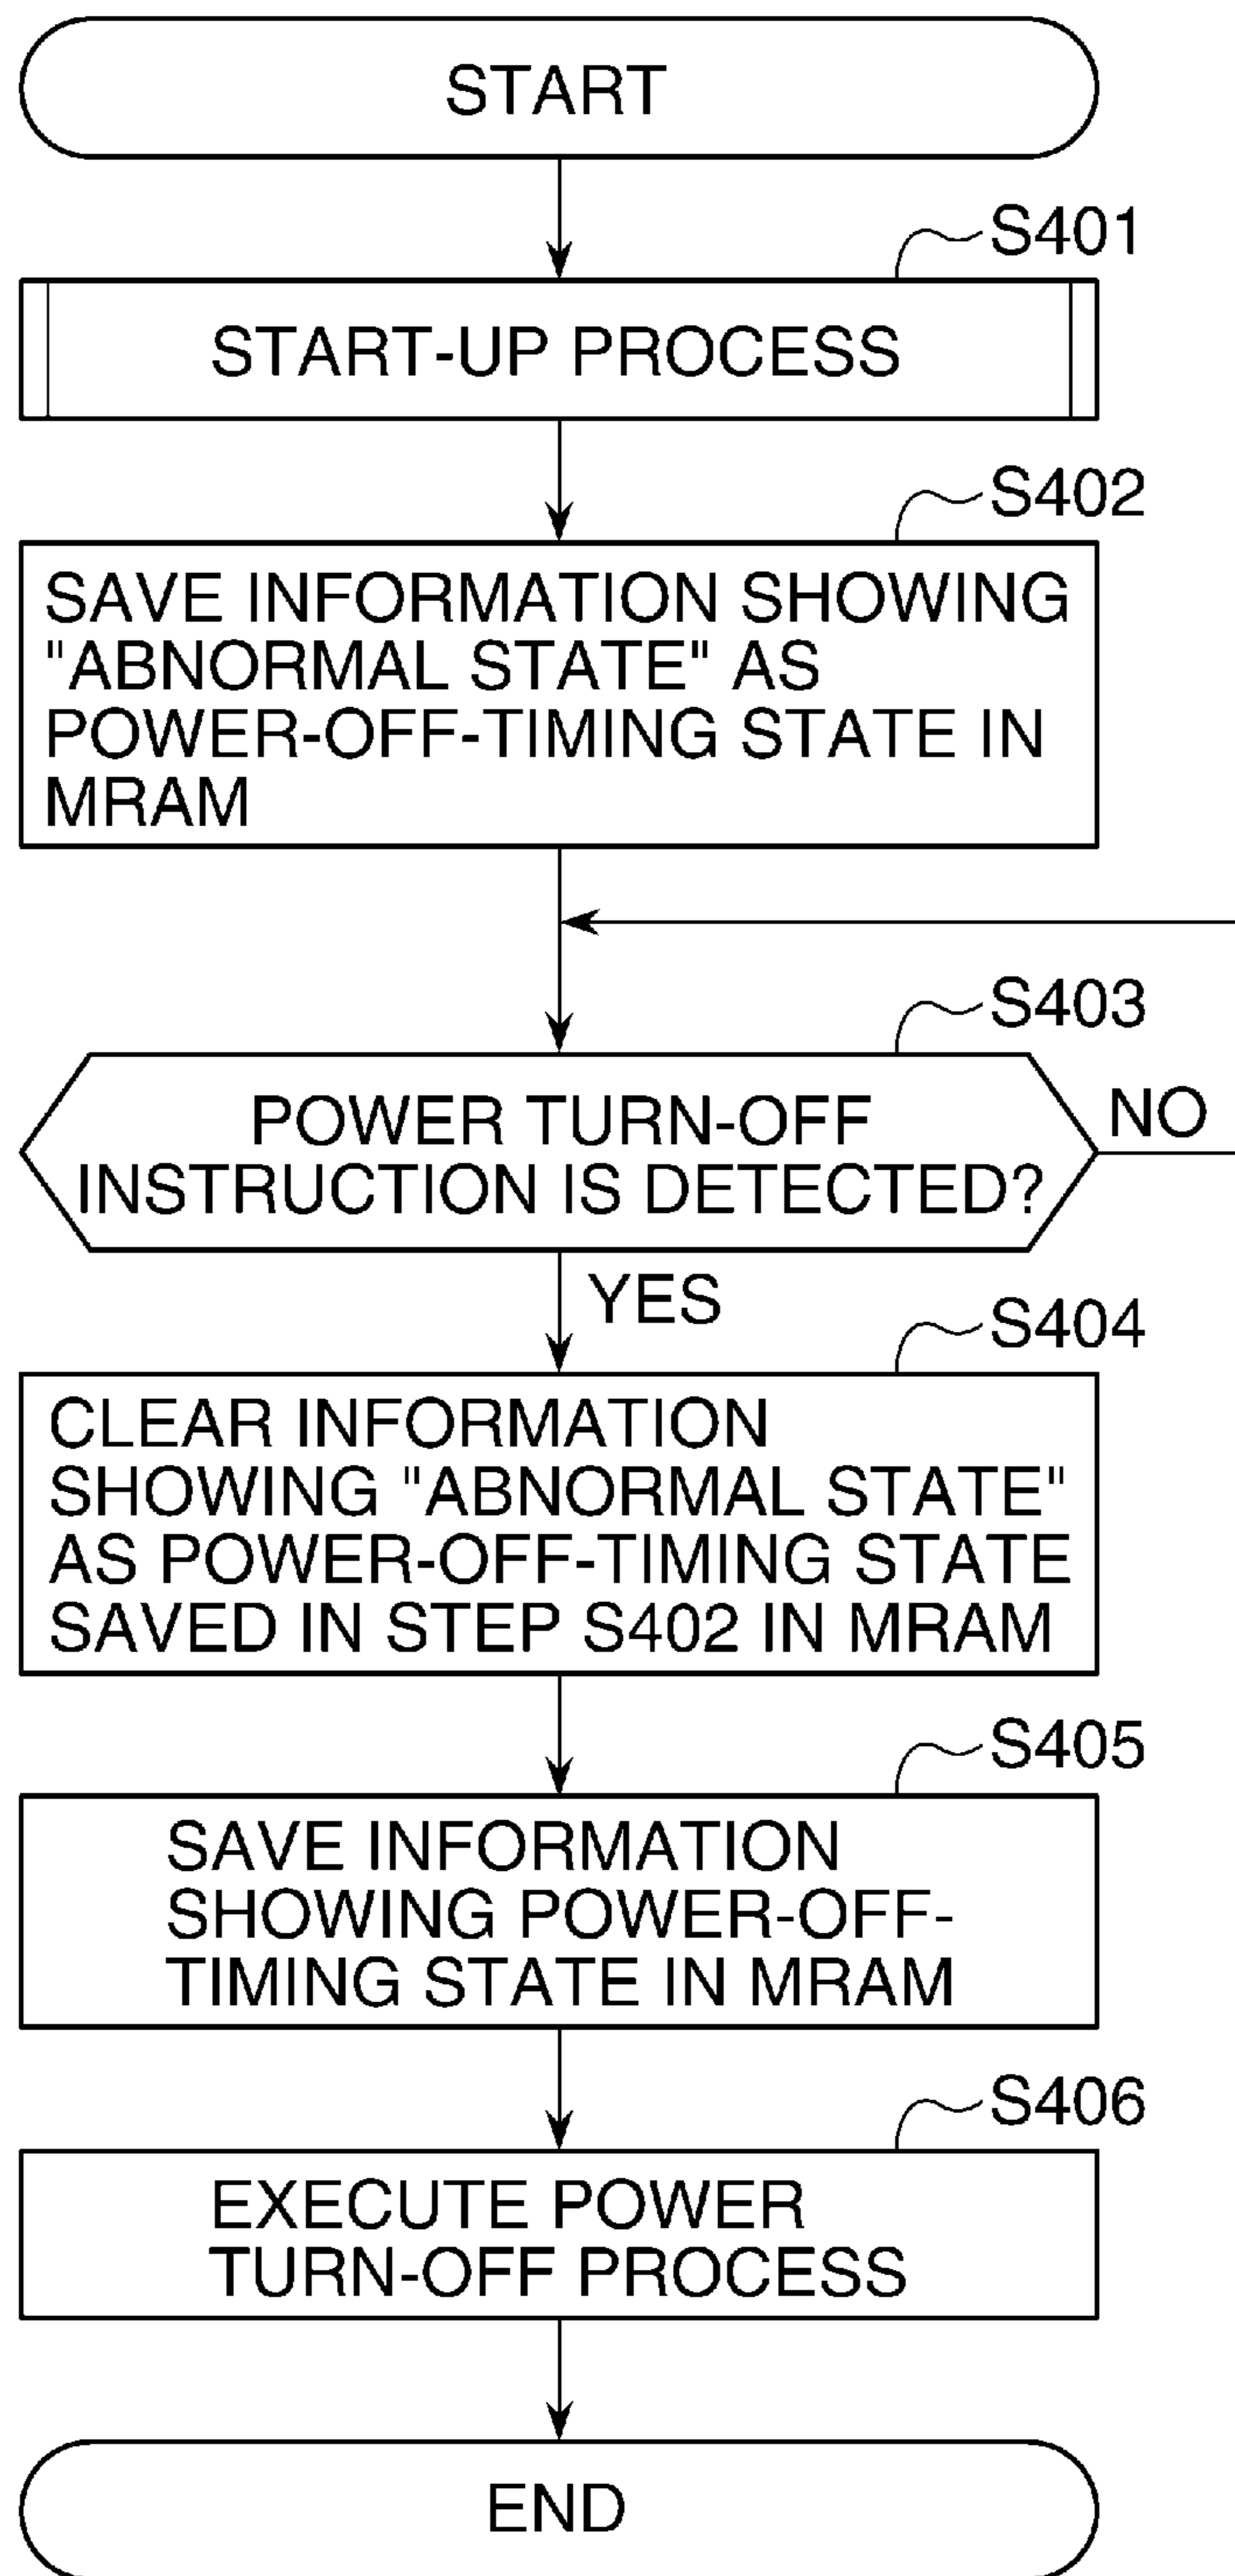 START
S401
START-UP PROCESS
S402
SAVE INFORMATION SHOWING
"ABNORMAL STATE" AS
POWER-OFF-TIMING STATE IN
MRAM
S403
POWER TURN-OFF
INSTRUCTION IS DETECTED?
NO
YES
S404
CLEAR INFORMATION
SHOWING "ABNORMAL STATE"
AS POWER-OFF-TIMING STATE
SAVED IN STEP S402 IN MRAM
S405
SAVE INFORMATION
SHOWING POWER-OFF-
TIMING STATE IN MRAM
S406
EXECUTE POWER
TURN-OFF PROCESS
END